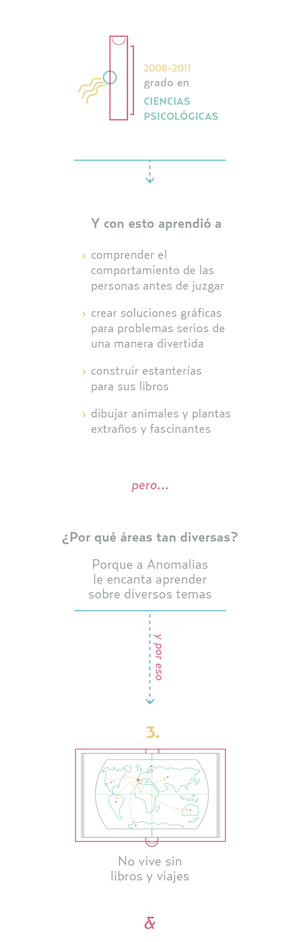 2008-2011
grado en
CIENCIAS
PSICOLÓGICAS
Y con esto aprendió a
› comprender el
comportamiento de las
personas antes de juzgar
› crear soluciones gráficas
para problemas serios de
una manera divertida
› construir estanterías
para sus libros
› dibujar animales y plantas
extraños y fascinantes
pero...
¿Por qué áreas tan diversas?
Porque a Anomalias
le encanta aprender
sobre diversos temas
y por eso
3.
No vive sin
libros y viajes
&